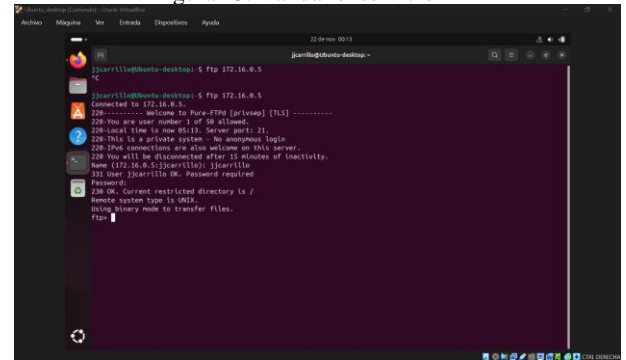 Ubuntu_desktop [Corriendo] - Oracle VirtualBox
Archivo Máquina Ver Entrada Dispositivos Ayuda
22 de nov 00:13
jjcarrillo@Ubuntu-desktop: ~
jjcarrillo@Ubuntu-desktop:~$ ftp 172.16.0.5
^C
jjcarrillo@Ubuntu-desktop:~$ ftp 172.16.0.5
Connected to 172.16.0.5.
220---------- Welcome to Pure-FTPd [privsep] [TLS] ----------
220-You are user number 1 of 50 allowed.
220-Local time is now 05:13. Server port: 21.
220-This is a private system - No anonymous login
220-IPv6 connections are also welcome on this server.
220 You will be disconnected after 15 minutes of inactivity.
Name (172.16.0.5:jjcarrillo): jjcarrillo
331 User jjcarrillo OK. Password required
Password:
230 OK. Current restricted directory is /
Remote system type is UNIX.
Using binary mode to transfer files.
ftp>
CTRL DERECHA